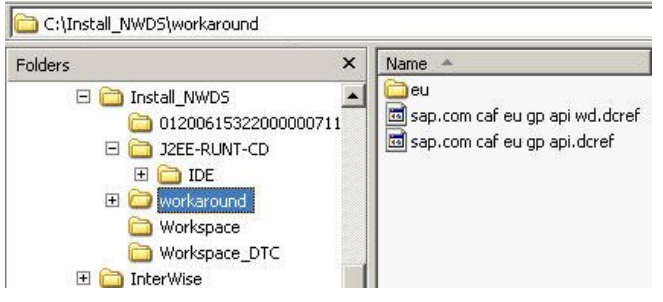 C:\Install_NWDS\workaround
Folders
Install_NWDS
01200615322000000711
J2EE-RUNT-CD
IDE
workaround
Workspace
Workspace_DTC
InterWise
Name
eu
sap.com caf eu gp api wd.dcref
sap.com caf eu gp api.dcref